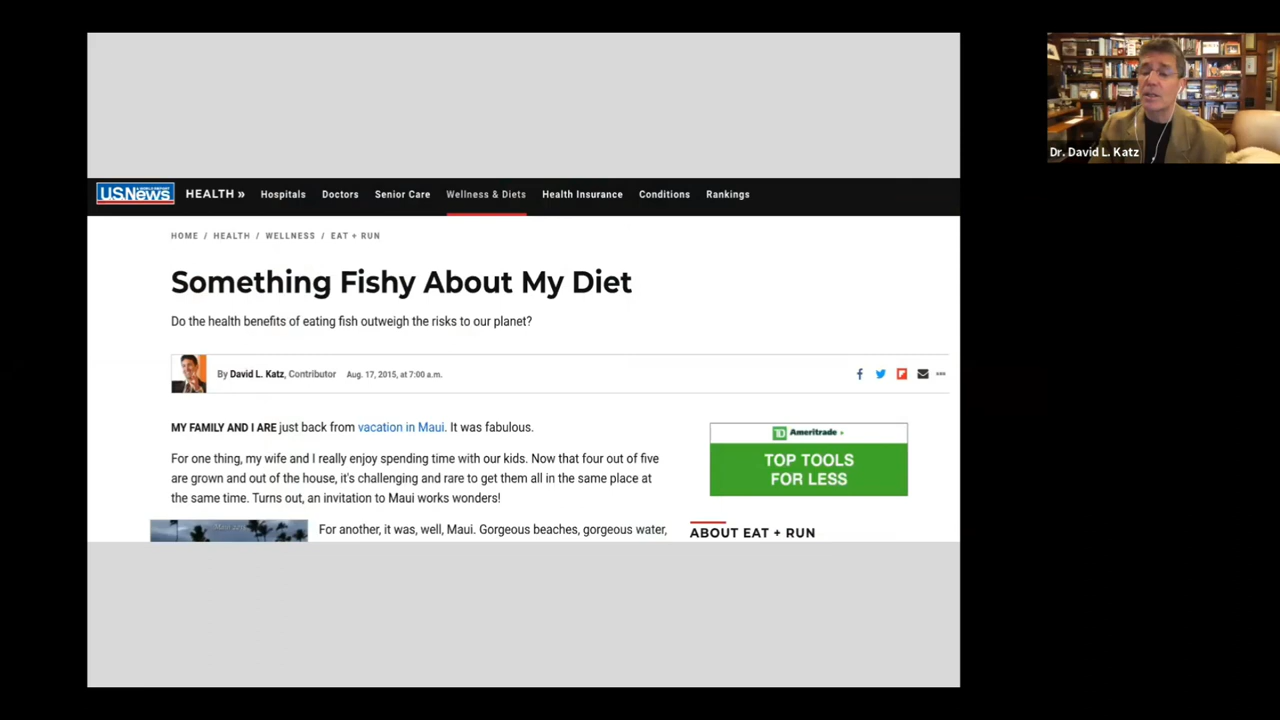 U.S.News
HEALTH »
Hospitals
Doctors
Senior Care
Wellness & Diets
Health Insurance
Conditions
Rankings
Dr. David L. Katz
HOME / HEALTH / WELLNESS / EAT + RUN
Something Fishy About My Diet
Do the health benefits of eating fish outweigh the risks to our planet?
By David L. Katz, Contributor Aug. 17, 2015, at 7:00 a.m.
MY FAMILY AND I ARE just back from vacation in Maui. It was fabulous.
For one thing, my wife and I really enjoy spending time with our kids. Now that four out of five
are grown and out of the house, it's challenging and rare to get them all in the same place at
the same time. Turns out, an invitation to Maui works wonders!
For another, it was, well, Maui. Gorgeous beaches, gorgeous water,
TD Ameritrade
TOP TOOLS
FOR LESS
ABOUT EAT + RUN